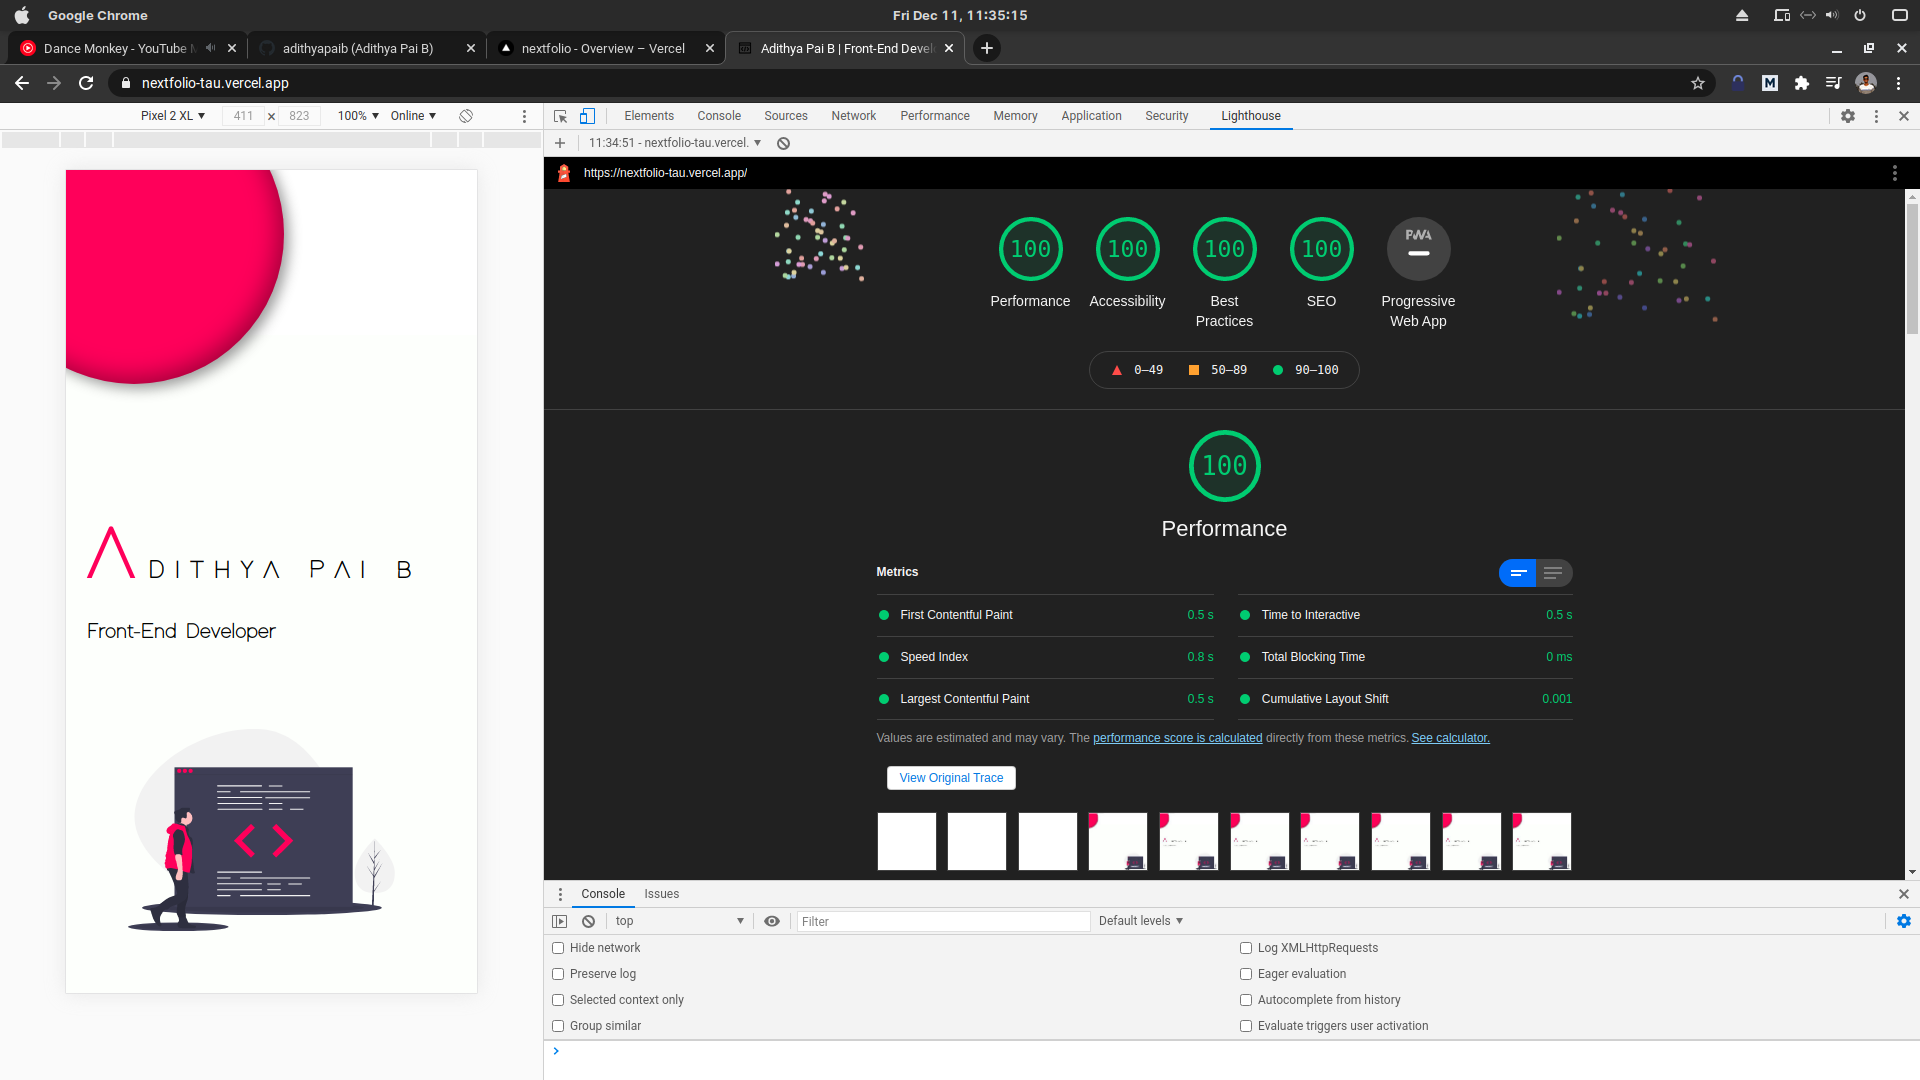 Google Chrome
Fri Dec 11, 11:35:15
Dance Monkey - YouTube M
adithyapaib (Adithya Pai B)
nextfolio - Overview – Vercel
Adithya Pai B | Front-End Devel
nextfolio-tau.vercel.app
M
Pixel 2 XL
411 × 823
100%
Online
Elements
Console
Sources
Network
Performance
Memory
Application
Security
Lighthouse
11:34:51 - nextfolio-tau.vercel.
https://nextfolio-tau.vercel.app/
ADITHYA PAI B
Front-End Developer
100
100
100
100
PWA
Performance
Accessibility
Best
Practices
SEO
Progressive
Web App
0–49
50–89
90–100
100
Performance
Metrics
First Contentful Paint 0.5 s
Time to Interactive 0.5 s
Speed Index 0.8 s
Total Blocking Time 0 ms
Largest Contentful Paint 0.5 s
Cumulative Layout Shift 0.001
Values are estimated and may vary. The performance score is calculated directly from these metrics. See calculator.
View Original Trace
Console
Issues
top
Filter
Default levels
Hide network
Log XMLHttpRequests
Preserve log
Eager evaluation
Selected context only
Autocomplete from history
Group similar
Evaluate triggers user activation